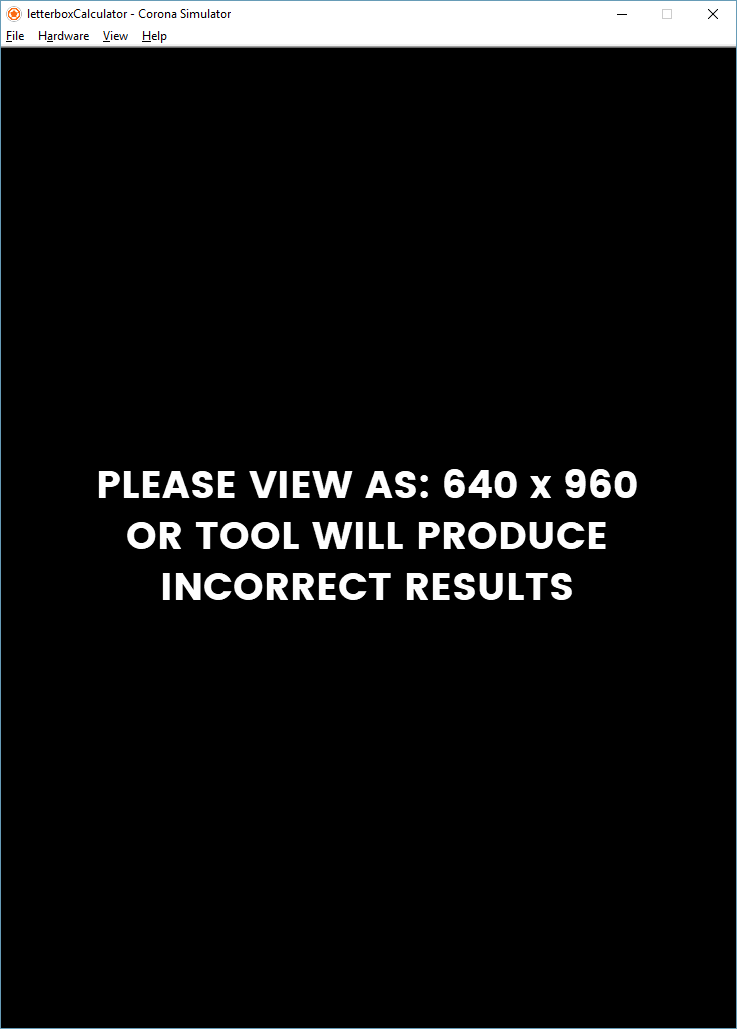 letterboxCalculator - Corona Simulator
File Hardware View Help
PLEASE VIEW AS: 640 x 960
OR TOOL WILL PRODUCE
INCORRECT RESULTS